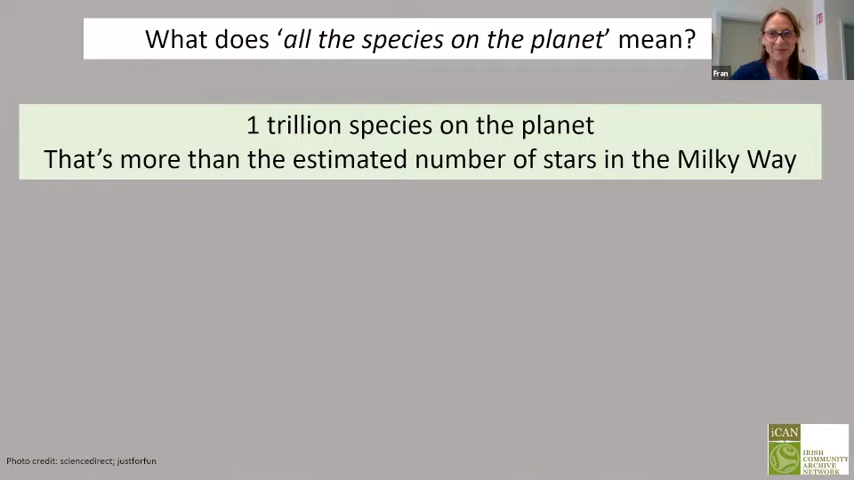 What does ‘all the species on the planet’ mean?
Fran
1 trillion species on the planet
That’s more than the estimated number of stars in the Milky Way
Photo credit: sciencedirect; justforfun
iCAN
IRISH
COMMUNITY
ARCHIVE
NETWORK